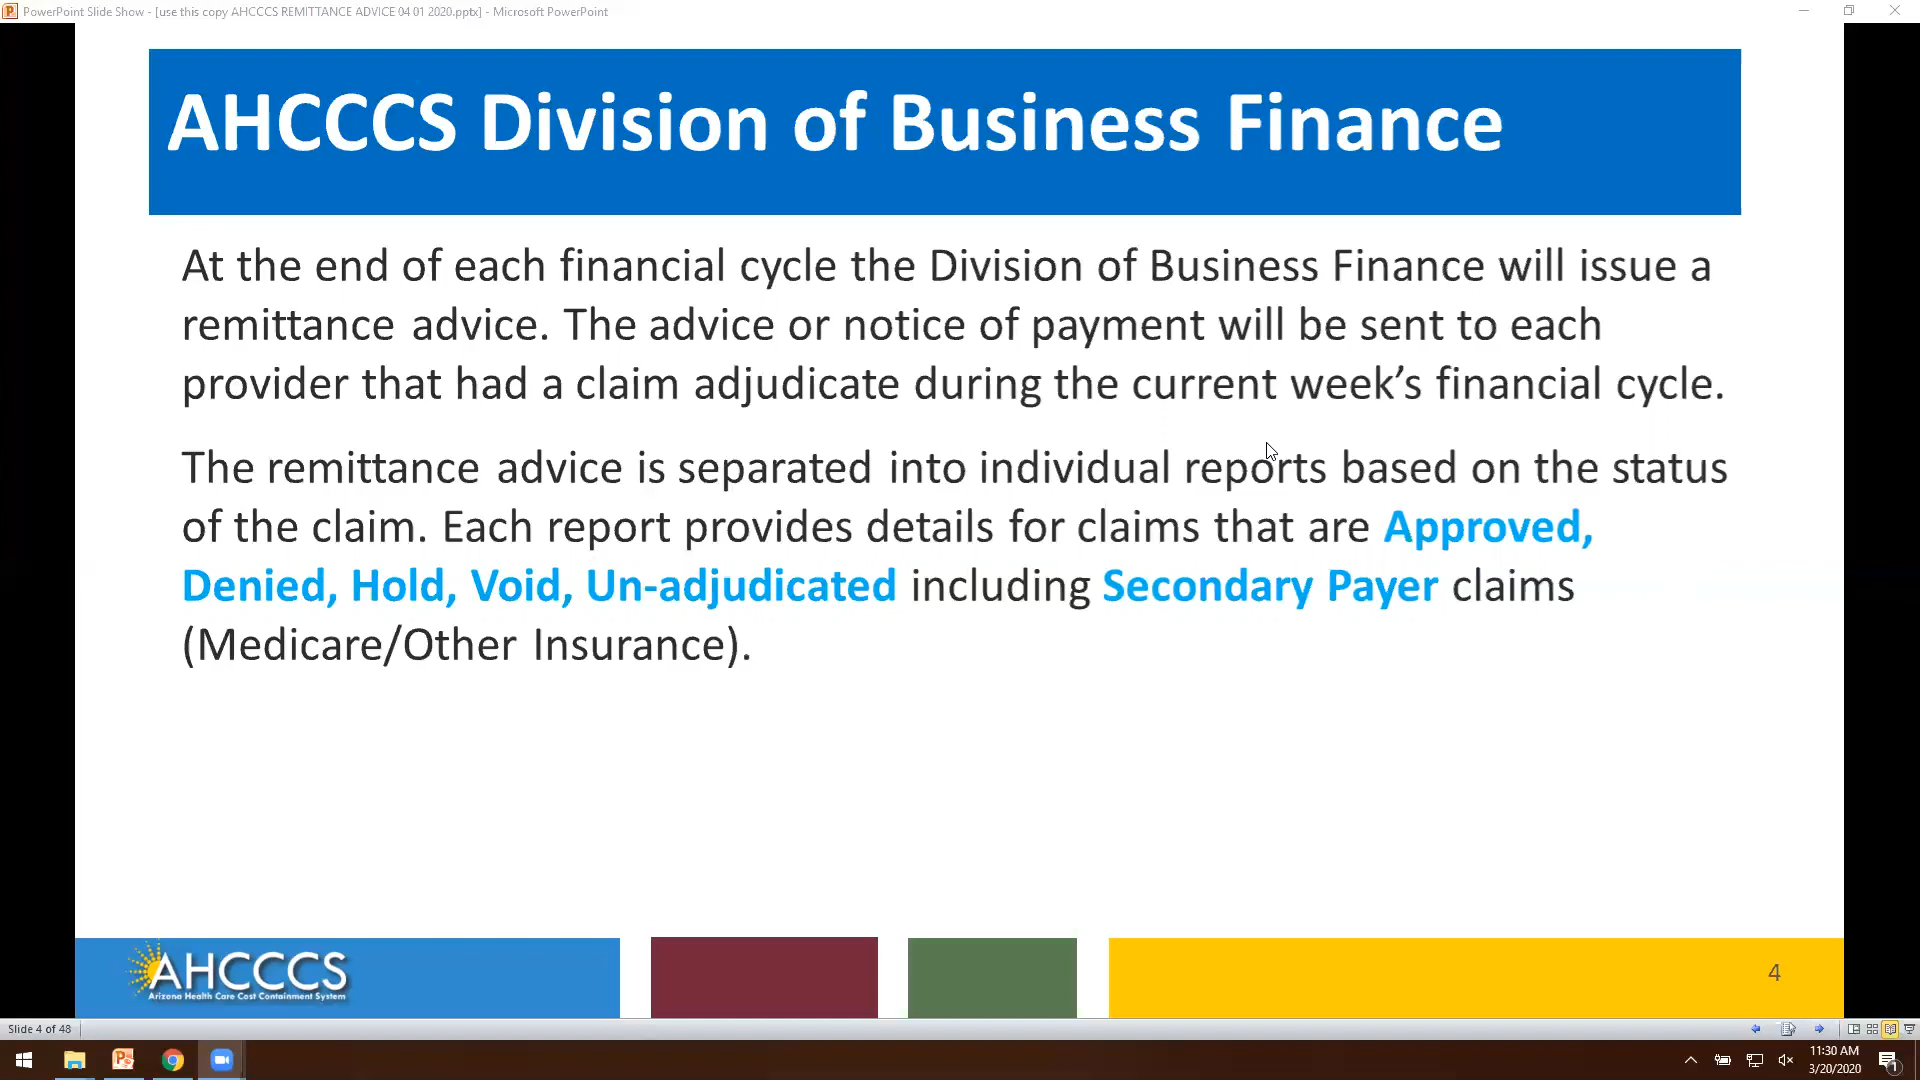 PowerPoint Slide Show - [use this copy AHCCCS REMITTANCE ADVICE 04 01 2020.pptx] - Microsoft PowerPoint
AHCCCS Division of Business Finance
At the end of each financial cycle the Division of Business Finance will issue a
remittance advice. The advice or notice of payment will be sent to each
provider that had a claim adjudicate during the current week’s financial cycle.
The remittance advice is separated into individual reports based on the status
of the claim. Each report provides details for claims that are Approved,
Denied, Hold, Void, Un-adjudicated including Secondary Payer claims
(Medicare/Other Insurance).
AHCCCS
Arizona Health Care Cost Containment System
4
Slide 4 of 48
11:30 AM
3/20/2020
1